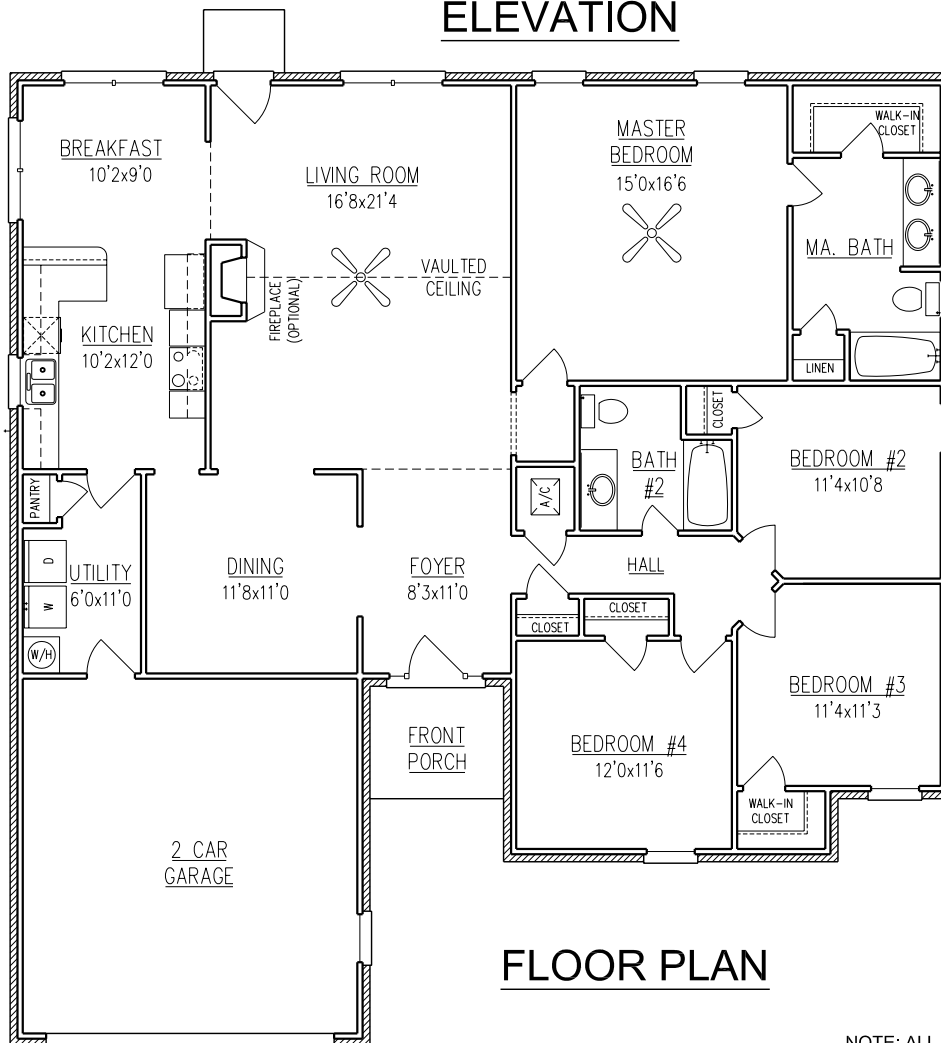 ELEVATION
BREAKFAST
10'2x9'0
LIVING ROOM
16'8x21'4
MASTER
BEDROOM
15'0x16'6
WALK-IN
CLOSET
MA. BATH
VAULTED
CEILING
FIREPLACE
(OPTIONAL)
KITCHEN
10'2x12'0
LINEN
CLOSET
BATH
#2
BEDROOM #2
11'4x10'8
PANTRY
A/C
D
W
W/H
UTILITY
6'0x11'0
DINING
11'8x11'0
FOYER
8'3x11'0
HALL
CLOSET
CLOSET
BEDROOM #3
11'4x11'3
FRONT
PORCH
BEDROOM #4
12'0x11'6
WALK-IN
CLOSET
2 CAR
GARAGE
FLOOR PLAN
NOTE: ALL